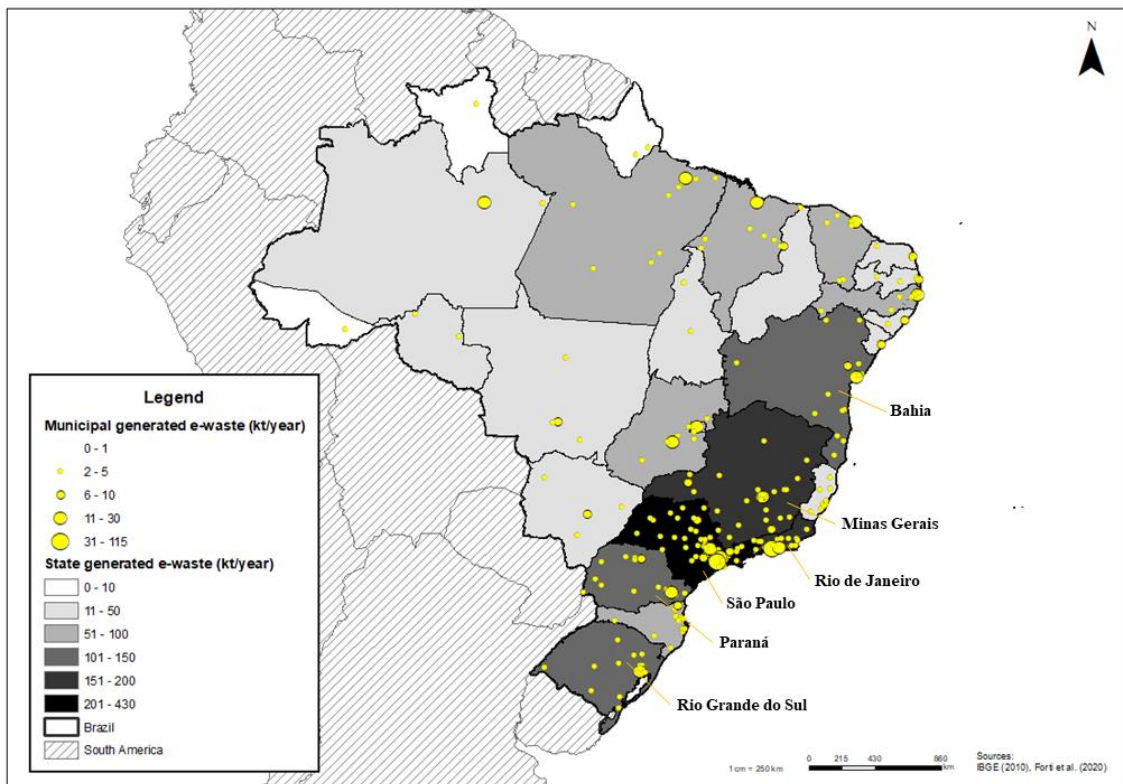 N
Bahia
Minas Gerais
Rio de Janeiro
São Paulo
Paraná
Rio Grande do Sul
Legend
Municipal generated e-waste (kt/year)
0 - 1
2 - 5
6 - 10
11 - 30
31 - 115
State generated e-waste (kt/year)
0 - 10
11 - 50
51 - 100
101 - 150
151 - 200
201 - 430
Brazil
South America
1 cm = 250 km
0 215 430 860
km
Sources:
IBGE (2010), Forti et al. (2020)